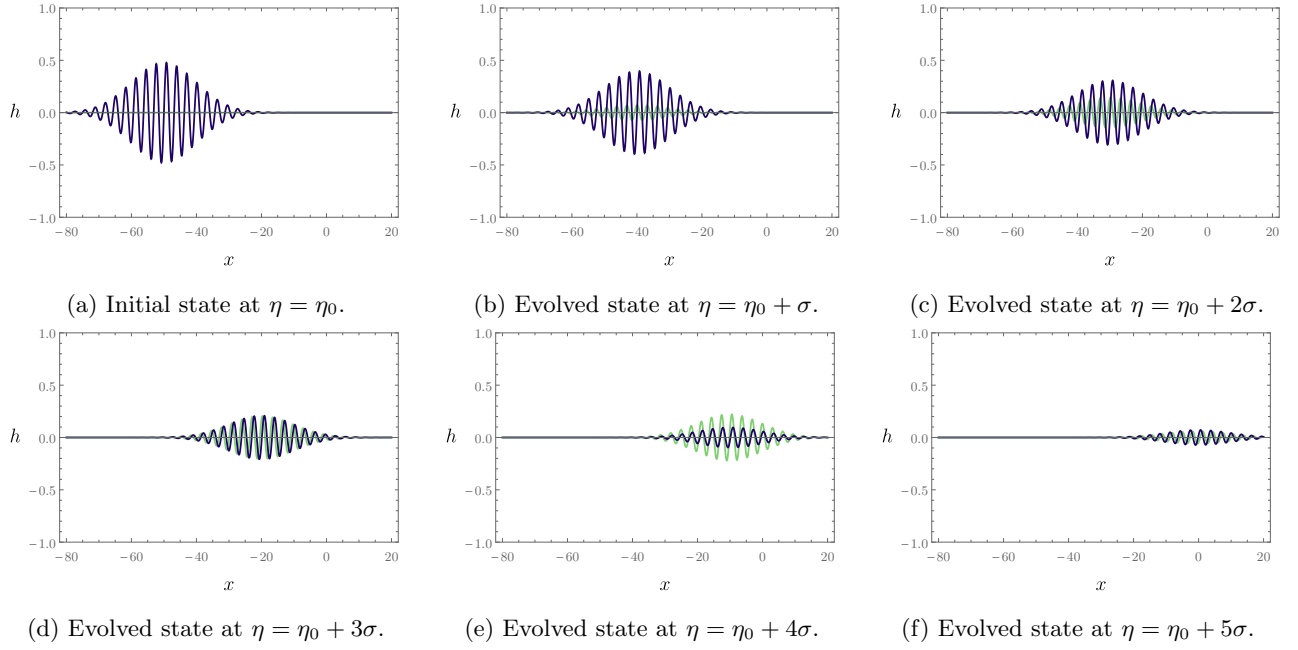 1.0
0.5
h
0.0
−0.5
−1.0
−80 −60 −40 −20 0 20
x
(a) Initial state at η = η₀.
1.0
0.5
h
0.0
−0.5
−1.0
−80 −60 −40 −20 0 20
x
(b) Evolved state at η = η₀ + σ.
1.0
0.5
h
0.0
−0.5
−1.0
−80 −60 −40 −20 0 20
x
(c) Evolved state at η = η₀ + 2σ.
1.0
0.5
h
0.0
−0.5
−1.0
−80 −60 −40 −20 0 20
x
(d) Evolved state at η = η₀ + 3σ.
1.0
0.5
h
0.0
−0.5
−1.0
−80 −60 −40 −20 0 20
x
(e) Evolved state at η = η₀ + 4σ.
1.0
0.5
h
0.0
−0.5
−1.0
−80 −60 −40 −20 0 20
x
(f) Evolved state at η = η₀ + 5σ.